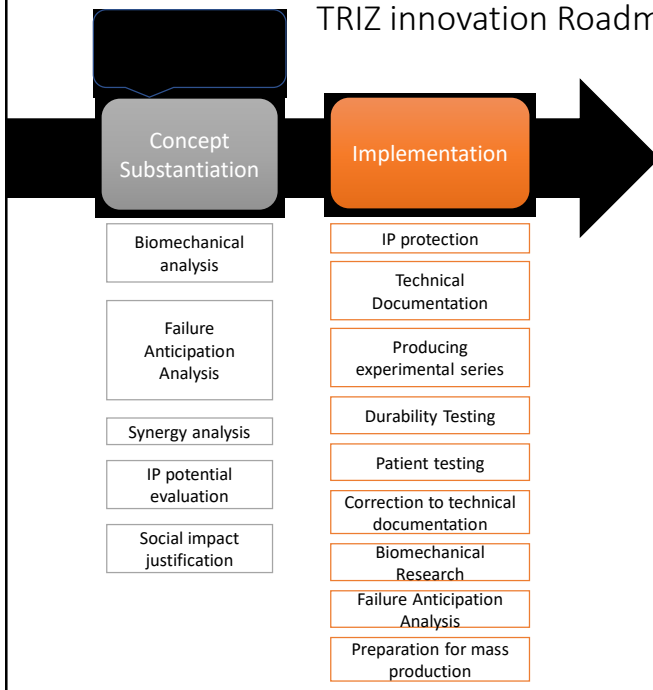 TRIZ innovation Roadm
Concept
Substantiation
Implementation
Biomechanical
analysis
Failure
Anticipation
Analysis
Synergy analysis
IP potential
evaluation
Social impact
justification
IP protection
Technical
Documentation
Producing
experimental series
Durability Testing
Patient testing
Correction to technical
documentation
Biomechanical
Research
Failure Anticipation
Analysis
Preparation for mass
production